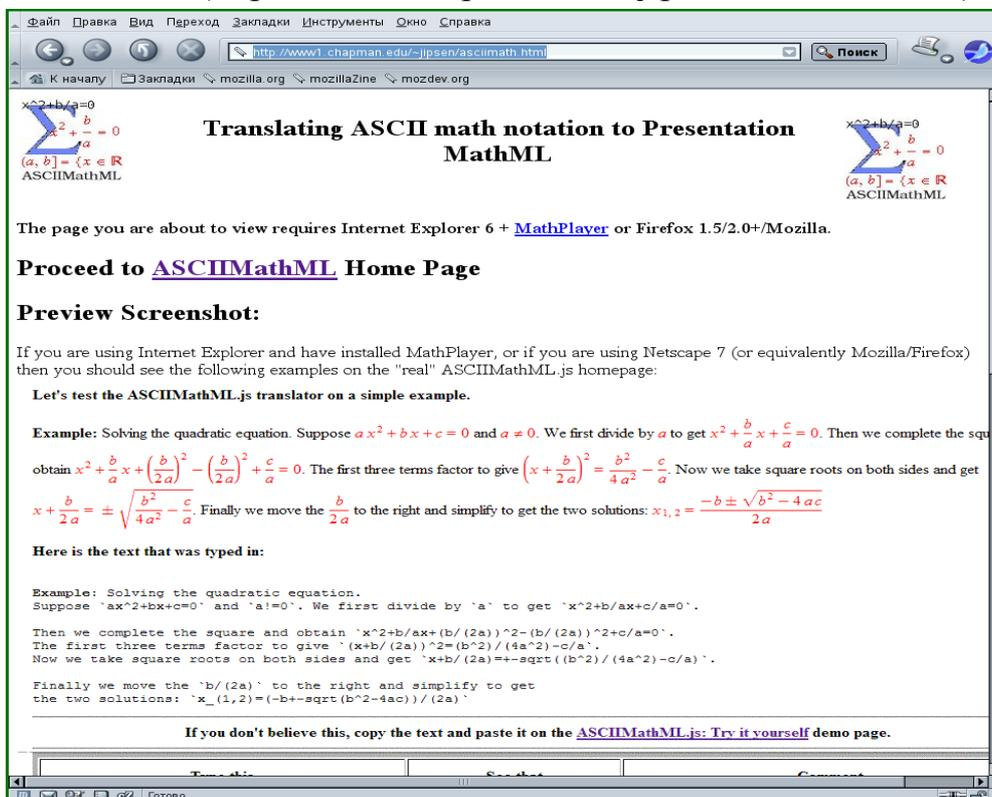 Файл Правка Вид Переход Закладки Инструменты Окно Справка
http://www1.chapman.edu/~jipsen/asciimath.html Поиск
К началу Закладки mozilla.org mozillaZine mozdev.org
x^2+b/a=0
x² + b/a = 0
(a, b] = {x ∈ ℝ
ASCIIMathML
Translating ASCII math notation to Presentation
MathML
x^2+b/a=0
x² + b/a = 0
(a, b] = {x ∈ ℝ
ASCIIMathML
The page you are about to view requires Internet Explorer 6 + MathPlayer or Firefox 1.5/2.0+/Mozilla.
Proceed to ASCIIMathML Home Page
Preview Screenshot:
If you are using Internet Explorer and have installed MathPlayer, or if you are using Netscape 7 (or equivalently Mozilla/Firefox)
then you should see the following examples on the "real" ASCIIMathML.js homepage:
Let's test the ASCIIMathML.js translator on a simple example.
Example: Solving the quadratic equation. Suppose a x² + b x + c = 0 and a ≠ 0. We first divide by a to get x² + b/a x + c/a = 0. Then we complete the squ
obtain x² + b/a x + (b/2a)² − (b/2a)² + c/a = 0. The first three terms factor to give (x + b/2a)² = b²/4a² − c/a. Now we take square roots on both sides and get
x + b/2a = ± √(b²/4a² − c/a). Finally we move the b/2a to the right and simplify to get the two solutions: x₁,₂ = (−b ± √(b² − 4ac))/2a
Here is the text that was typed in:
Example: Solving the quadratic equation.
Suppose `ax^2+bx+c=0` and `a!=0`. We first divide by `a` to get `x^2+b/ax+c/a=0`.
Then we complete the square and obtain `x^2+b/ax+(b/(2a))^2-(b/(2a))^2+c/a=0`.
The first three terms factor to give `(x+b/(2a))^2=(b^2)/(4a^2)-c/a`.
Now we take square roots on both sides and get `x+b/(2a)=+-sqrt((b^2)/(4a^2)-c/a)`.
Finally we move the `b/(2a)` to the right and simplify to get
the two solutions: `x_(1,2)=(-b+-sqrt(b^2-4ac))/(2a)`
If you don't believe this, copy the text and paste it on the ASCIIMathML.js: Try it yourself demo page.
Type this See that Comment
Готово